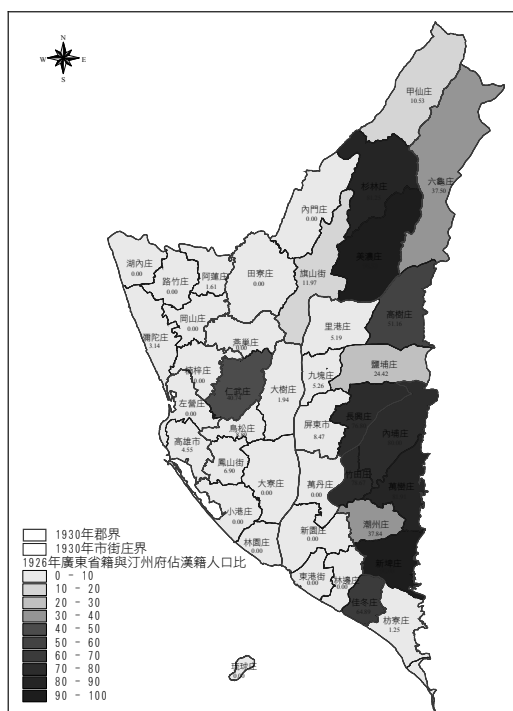 N
W E
S
甲仙庄
10.53
杉林庄
六龜庄
37.50
內門庄
0.00
湖內庄
0.00
路竹庄
0.00
阿蓮庄
1.61
田寮庄
0.00
旗山街
11.97
美濃庄
高樹庄
岡山庄
0.00
里港庄
5.19
彌陀庄
3.14
燕巢庄
0.00
楠梓庄
0.00
仁武庄
大樹庄
1.94
九塊庄
5.26
鹽埔庄
24.42
左營庄
0.00
鳥松庄
長興庄
屏東市
8.47
內埔庄
高雄市
4.55
鳳山街
6.90
大寮庄
0.00
萬丹庄
0.00
竹田庄
萬巒庄
小港庄
0.00
潮州庄
37.84
新園庄
0.00
林園庄
0.00
新埤庄
東港街
0.00
林邊庄
0.00
佳冬庄
枋寮庄
1.25
琉球庄
0.00
1930年郡界
1930年市街庄界
1926年廣東省籍與汀州府佔漢籍人口比
0 - 10
10 - 20
20 - 30
30 - 40
40 - 50
60 - 70
70 - 80
80 - 90
90 - 100